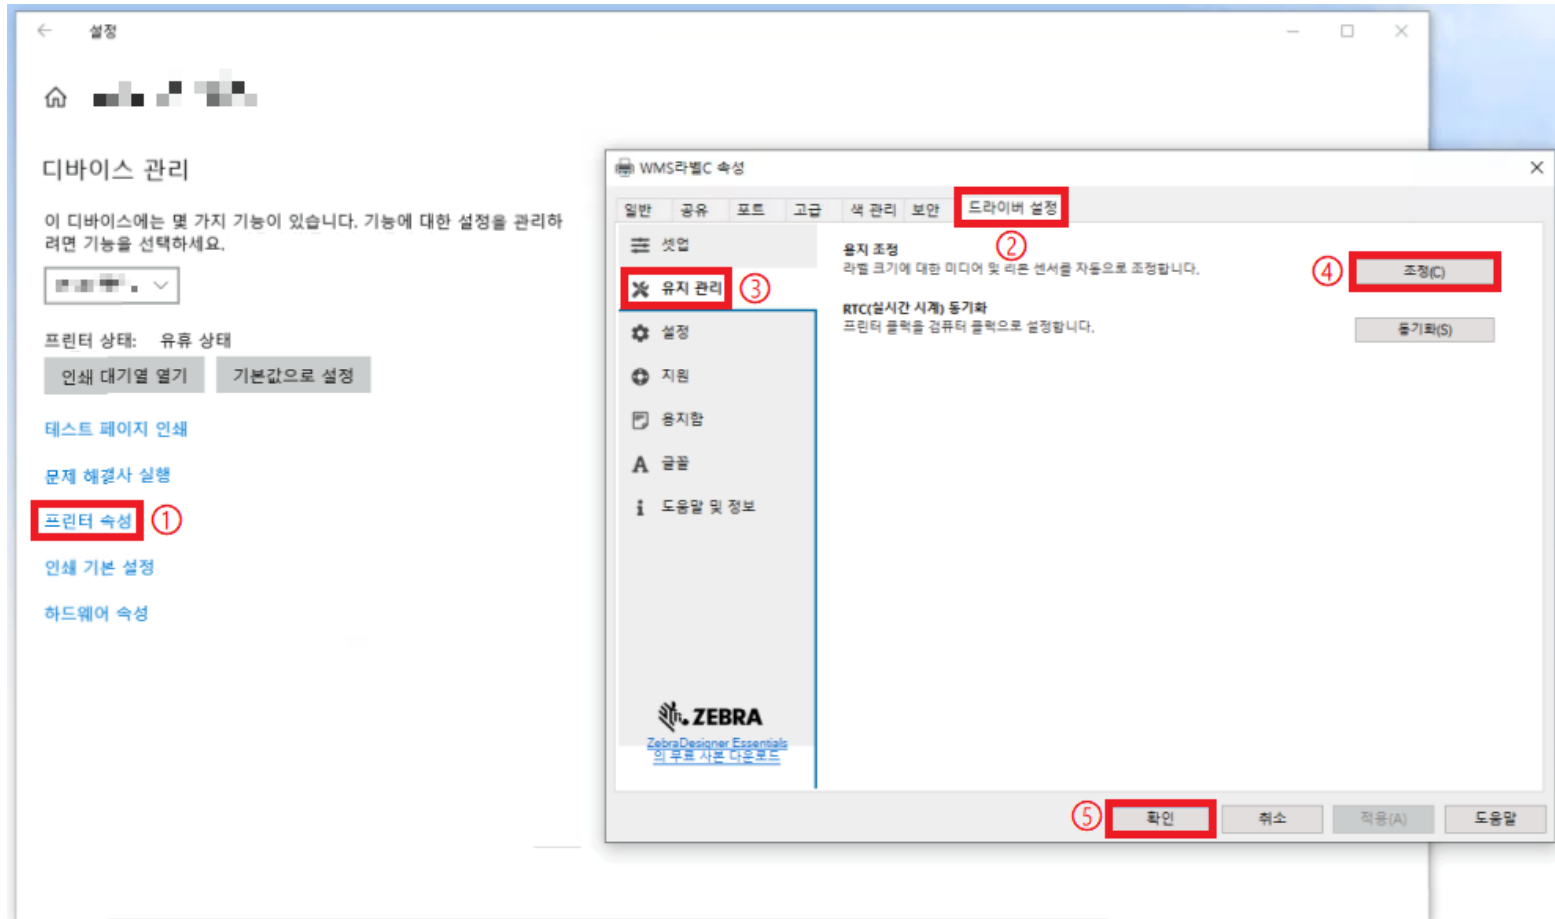 설정
디바이스 관리
이 디바이스에는 몇 가지 기능이 있습니다. 기능에 대한 설정을 관리하
려면 기능을 선택하세요.
프린터 상태: 유휴 상태
인쇄 대기열 열기 기본값으로 설정
테스트 페이지 인쇄
문제 해결사 실행
프린터 속성 ①
인쇄 기본 설정
하드웨어 속성
WMS라벨C 속성
일반 공유 포트 고급 색 관리 보안 드라이버 설정
②
셋업
유지 관리 ③
설정
지원
용지함
글꼴
도움말 및 정보
ZEBRA
ZebraDesigner Essentials
의 무료 사본 다운로드
용지 조정
라벨 크기에 대한 미디어 및 리본 센서를 자동으로 조정합니다.
④ 조정(C)
RTC(실시간 시계) 동기화
프린터 클럭을 컴퓨터 클럭으로 설정합니다.
동기화(S)
⑤ 확인 취소 적용(A) 도움말